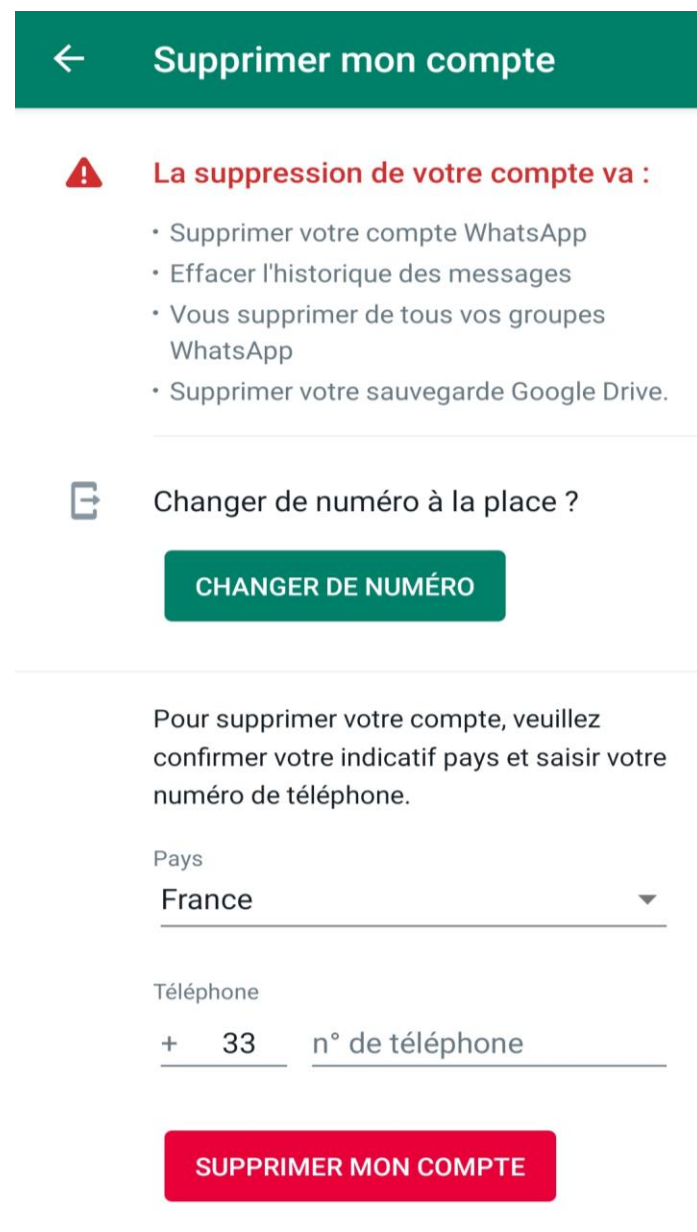 Supprimer mon compte
La suppression de votre compte va :
• Supprimer votre compte WhatsApp
• Effacer l'historique des messages
• Vous supprimer de tous vos groupes
WhatsApp
• Supprimer votre sauvegarde Google Drive.
Changer de numéro à la place ?
CHANGER DE NUMÉRO
Pour supprimer votre compte, veuillez
confirmer votre indicatif pays et saisir votre
numéro de téléphone.
Pays
France
Téléphone
+ 33 n° de téléphone
SUPPRIMER MON COMPTE